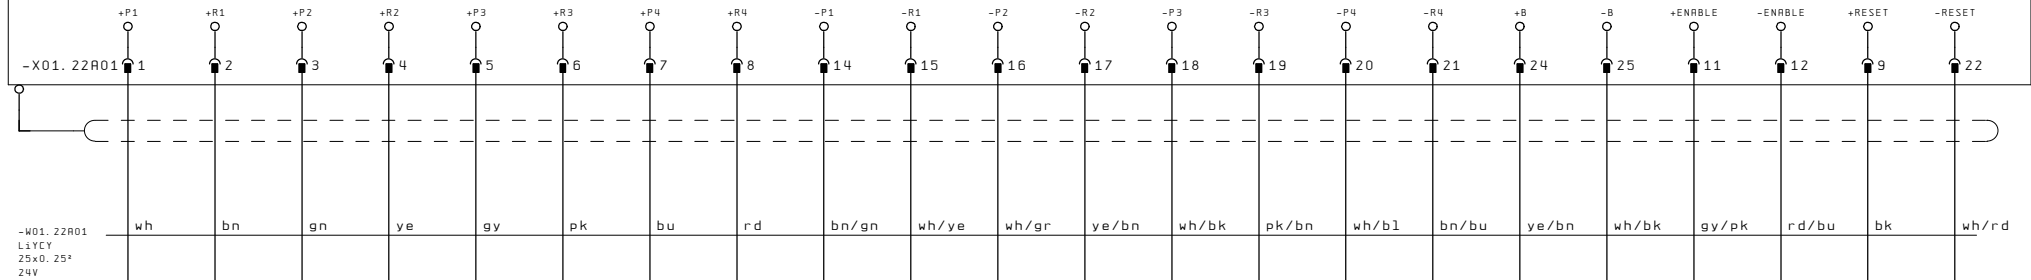 +P1 +R1 +P2 +R2 +P3 +R3 +P4 +R4 -P1 -R1 -P2 -R2 -P3 -R3 -P4 -R4 +B -B +ENABLE -ENABLE +RESET -RESET
-X01.22A01 1 2 3 4 5 6 7 8 14 15 16 17 18 19 20 21 24 25 11 12 9 22
wh bn gn ye gy pk bu rd bn/gn wh/ye wh/gr ye/bn wh/bk pk/bn wh/bl bn/bu ye/bn wh/bk gy/pk rd/bu bk wh/rd
-W01.22A01
LiYCY
25x0.25²
24V